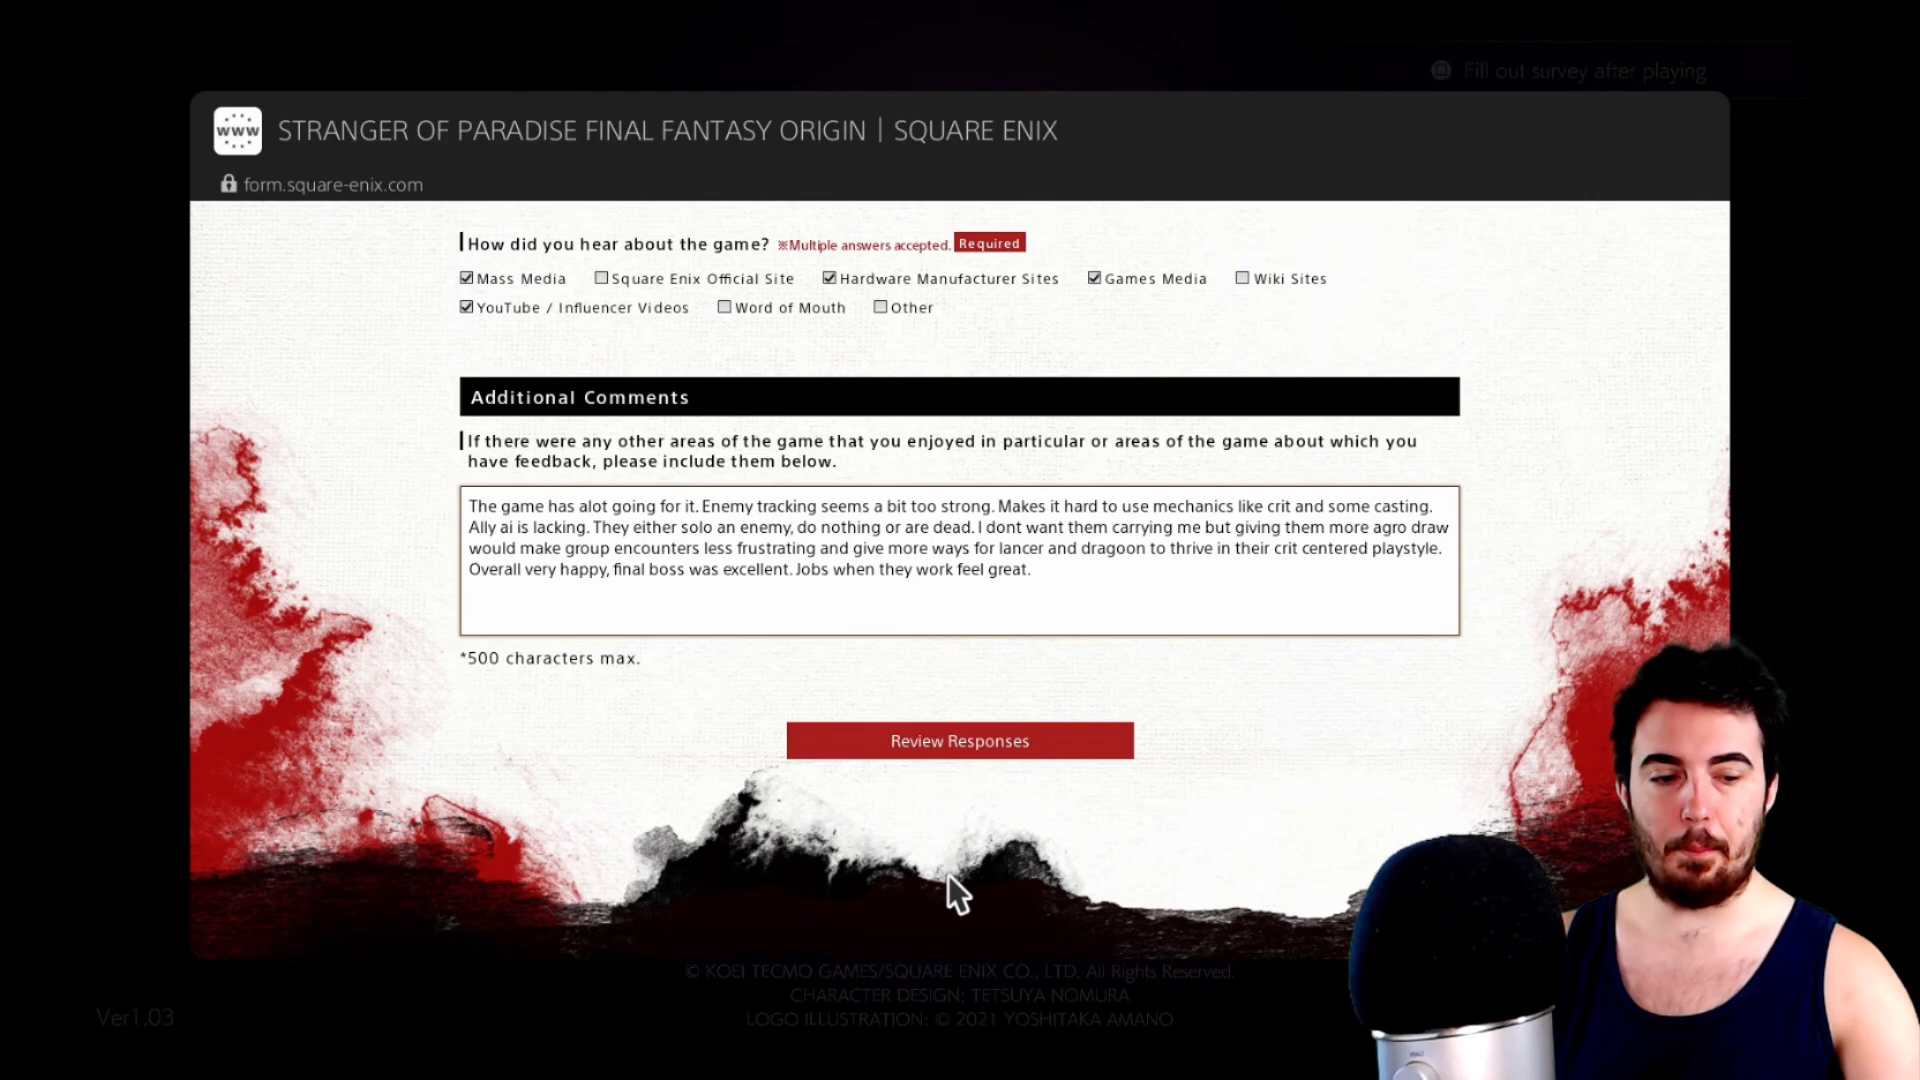 Fill out survey after playing
www
STRANGER OF PARADISE FINAL FANTASY ORIGIN | SQUARE ENIX
form.square-enix.com
How did you hear about the game? ※Multiple answers accepted. Required
Mass Media Square Enix Official Site Hardware Manufacturer Sites Games Media Wiki Sites
YouTube / Influencer Videos Word of Mouth Other
Additional Comments
If there were any other areas of the game that you enjoyed in particular or areas of the game about which you
have feedback, please include them below.
The game has alot going for it. Enemy tracking seems a bit too strong. Makes it hard to use mechanics like crit and some casting.
Ally ai is lacking. They either solo an enemy, do nothing or are dead. I dont want them carrying me but giving them more agro draw
would make group encounters less frustrating and give more ways for lancer and dragoon to thrive in their crit centered playstyle.
Overall very happy, final boss was excellent. Jobs when they work feel great.
*500 characters max.
Review Responses
© KOEI TECMO GAMES/SQUARE ENIX CO., LTD. All Rights Reserved.
CHARACTER DESIGN: TETSUYA NOMURA
LOGO ILLUSTRATION: © 2021 YOSHITAKA AMANO
Ver1.03